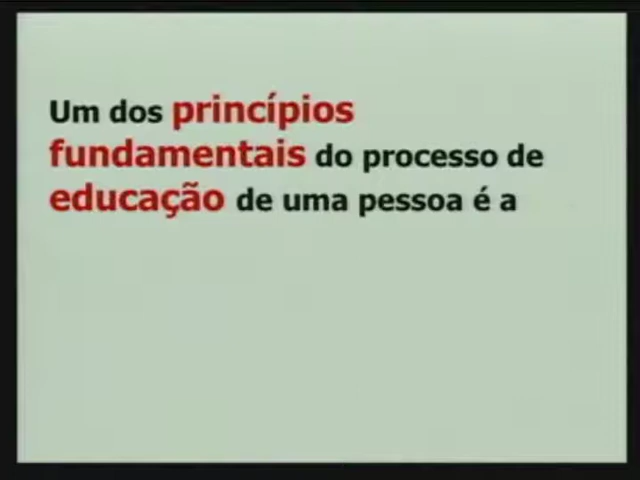 Um dos princípios
fundamentais do processo de
educação de uma pessoa é a